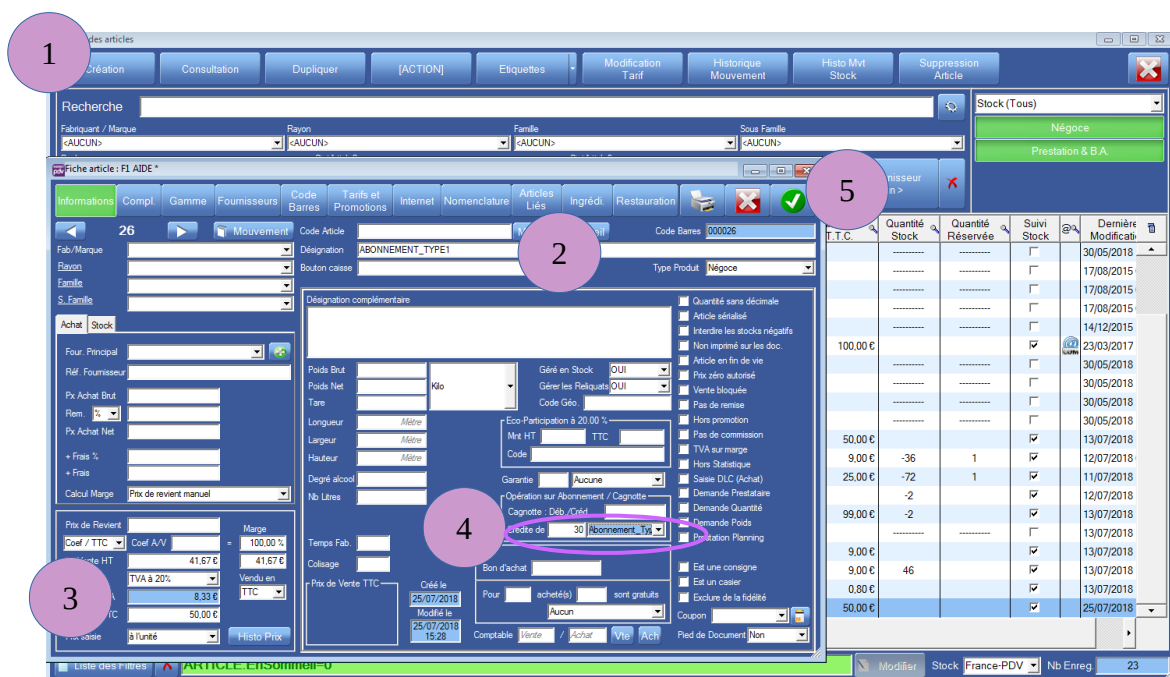 des articles
1
Création Consultation Dupliquer [ACTION] Etiquettes Modification Tarif Historique Mouvement Histo Mvt Stock Suppression Article
Recherche
Stock (Tous)
Négoce
Prestation & B.A.
Fabriquant / Marque Rayon Famille Sous Famille
<AUCUN> <AUCUN> <AUCUN> <AUCUN>
Fiche article : F1 AIDE *
5
Informations Compl. Gamme Fournisseurs Code Barres Tarifs et Promotions Internet Nomenclature Articles Liés Ingrédi. Restauration
26 Mouvement Code Article Code Barres 000026
2
Fab/Marque Désignation ABONNEMENT_TYPE1
Rayon Bouton caisse Type Produit Négoce
Famille
S. Famille
Achat Stock
Four. Principal
Réf. Fournisseur
Px Achat Brut
Rem. %
Px Achat Net
+ Frais %
+ Frais
Calcul Marge Prix de revient manuel
Prix de Revient Marge
Coef / TTC Coef A/V = 100,00 %
HT 41,67 € 41,67 €
TVA à 20% Vendu en
3
8,33 € TTC
50,00 €
à l'unité Histo Prix
Désignation complémentaire
Poids Brut Géré en Stock OUI
Poids Net Kilo Gérer les Reliquats OUI
Tare Code Géo.
Longueur Mètre Eco-Participation à 20.00 %
Largeur Mètre Mnt HT TTC
Hauteur Mètre Code
Degré alcool Garantie Aucune
Nb Litres Opération sur Abonnement / Cagnotte
Cagnotte : Déb./Créd.
4
Crédite de 30 Abonnement_Typ
Temps Fab.
Colisage Bon d'achat
Prix de Vente TTC Créé le Pour acheté(s) sont gratuits
25/07/2018 Aucun
Modifié le
25/07/2018
15:28 Comptable Vente / Achat Vte Ach
Quantité sans décimale
Article sérialisé
Interdire les stocks négatifs
Non imprimé sur les doc.
Article en fin de vie
Prix zéro autorisé
Vente bloquée
Pas de remise
Hors promotion
Pas de commission
TVA sur marge
Hors Statistique
Saisie DLC (Achat)
Demande Prestataire
Demande Quantité
Demande Poids
Prestation Planning
Est une consigne
Est un casier
Exclure de la fidélité
Coupon
Pied de Document Non
T.T.C. Quantité Stock Quantité Réservée Suivi Stock @ Dernière Modificati
---------- ---------- 30/05/2018
---------- ---------- 17/08/2015
---------- ---------- 17/08/2015
---------- ---------- 17/08/2015
---------- ---------- 14/12/2015
100,00 € 23/03/2017
---------- ---------- 30/05/2018
---------- ---------- 30/05/2018
---------- ---------- 30/05/2018
---------- ---------- 30/05/2018
50,00 € 13/07/2018
9,00 € -36 1 12/07/2018
25,00 € -72 1 11/07/2018
-2 12/07/2018
99,00 € -2 13/07/2018
---------- ---------- 13/07/2018
9,00 € 13/07/2018
9,00 € 46 13/07/2018
0,80 € 13/07/2018
50,00 € 25/07/2018
Liste des Filtres ARTICLE.EnSommeil=0 Modifier Stock France-PDV Nb Enreg. 23